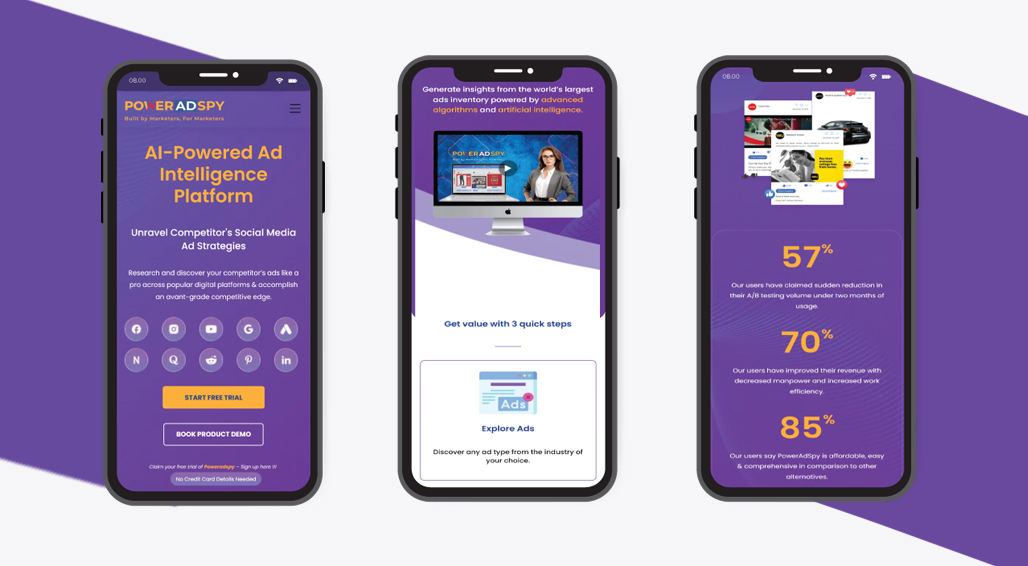 08.00
POWERADSPY
Built by Marketers, For Marketers
AI-Powered Ad
Intelligence
Platform
Unravel Competitor's Social Media
Ad Strategies
Research and discover your competitor's ads like a
pro across popular digital platforms & accomplish
an avant-grade competitive edge.
START FREE TRIAL
BOOK PRODUCT DEMO
Claim your free trial of Poweradspy – Sign up here !!!
No Credit Card Details Needed
Generate insights from the world's largest
ads inventory powered by advanced
algorithms and artificial intelligence.
POWERADSPY
Get value with 3 quick steps
Ads
Explore Ads
Discover any ad type from the industry of
your choice.
08.00
57%
Our users have claimed sudden reduction in
their A/B testing volume under two months of
usage.
70%
Our users have improved their revenue with
decreased manpower and increased work
efficiency.
85%
Our users say PowerAdSpy is affordable, easy
& comprehensive in comparison to other
alternatives.